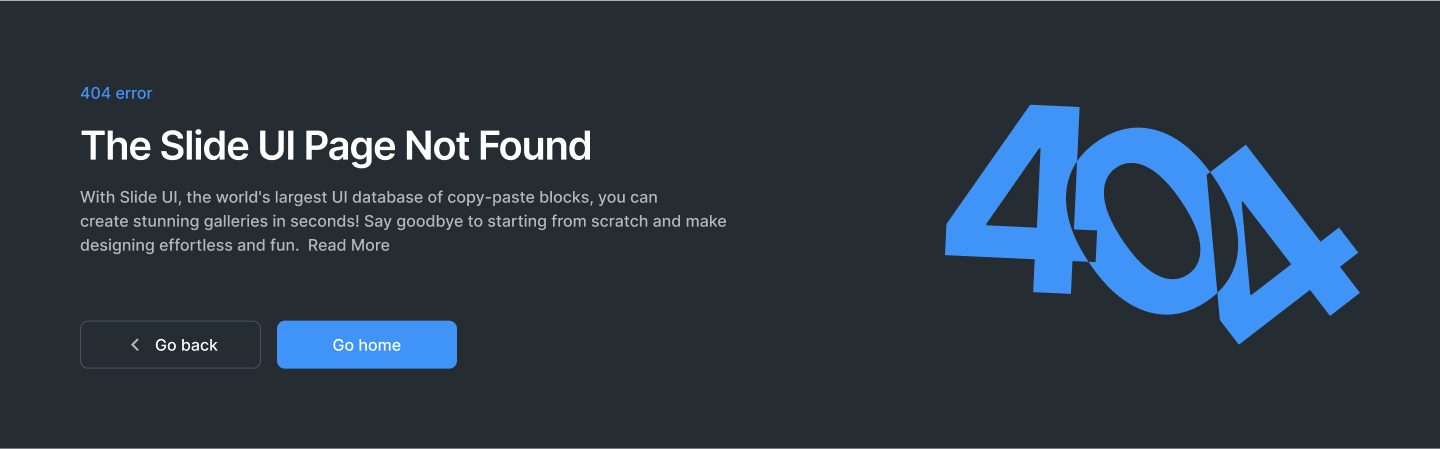 404 error
The Slide UI Page Not Found
With Slide UI, the world's largest UI database of copy-paste blocks, you can
create stunning galleries in seconds! Say goodbye to starting from scratch and make
designing effortless and fun.  Read More
Go back
Go home
404